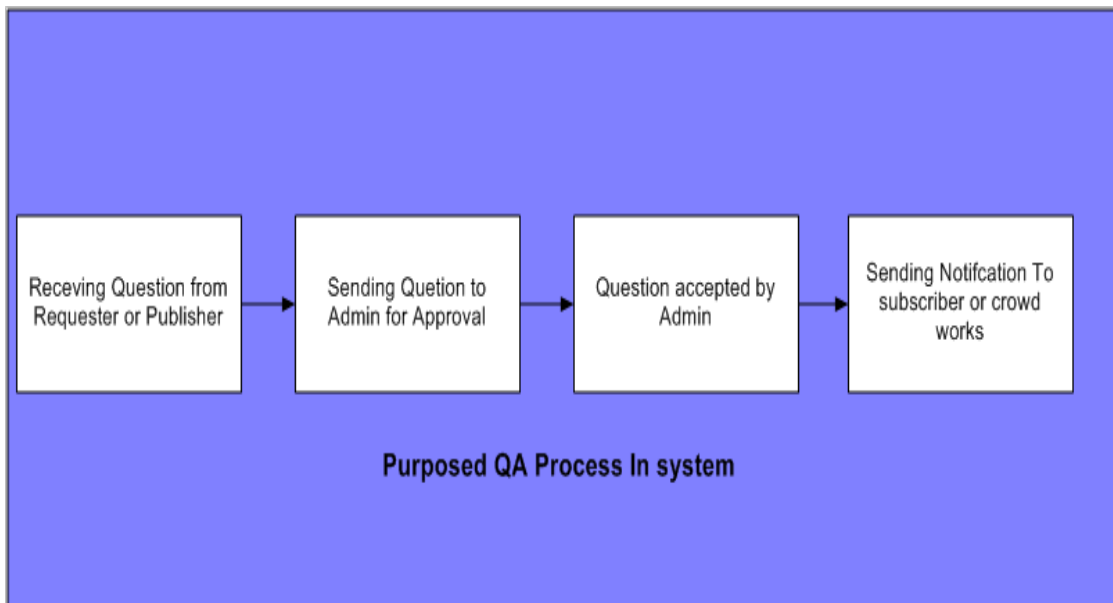 Receving Question from
Requester or Publisher
Sending Quetion to
Admin for Approval
Question accepted by
Admin
Sending Notifcation To
subscriber or crowd
works
Purposed QA Process In system